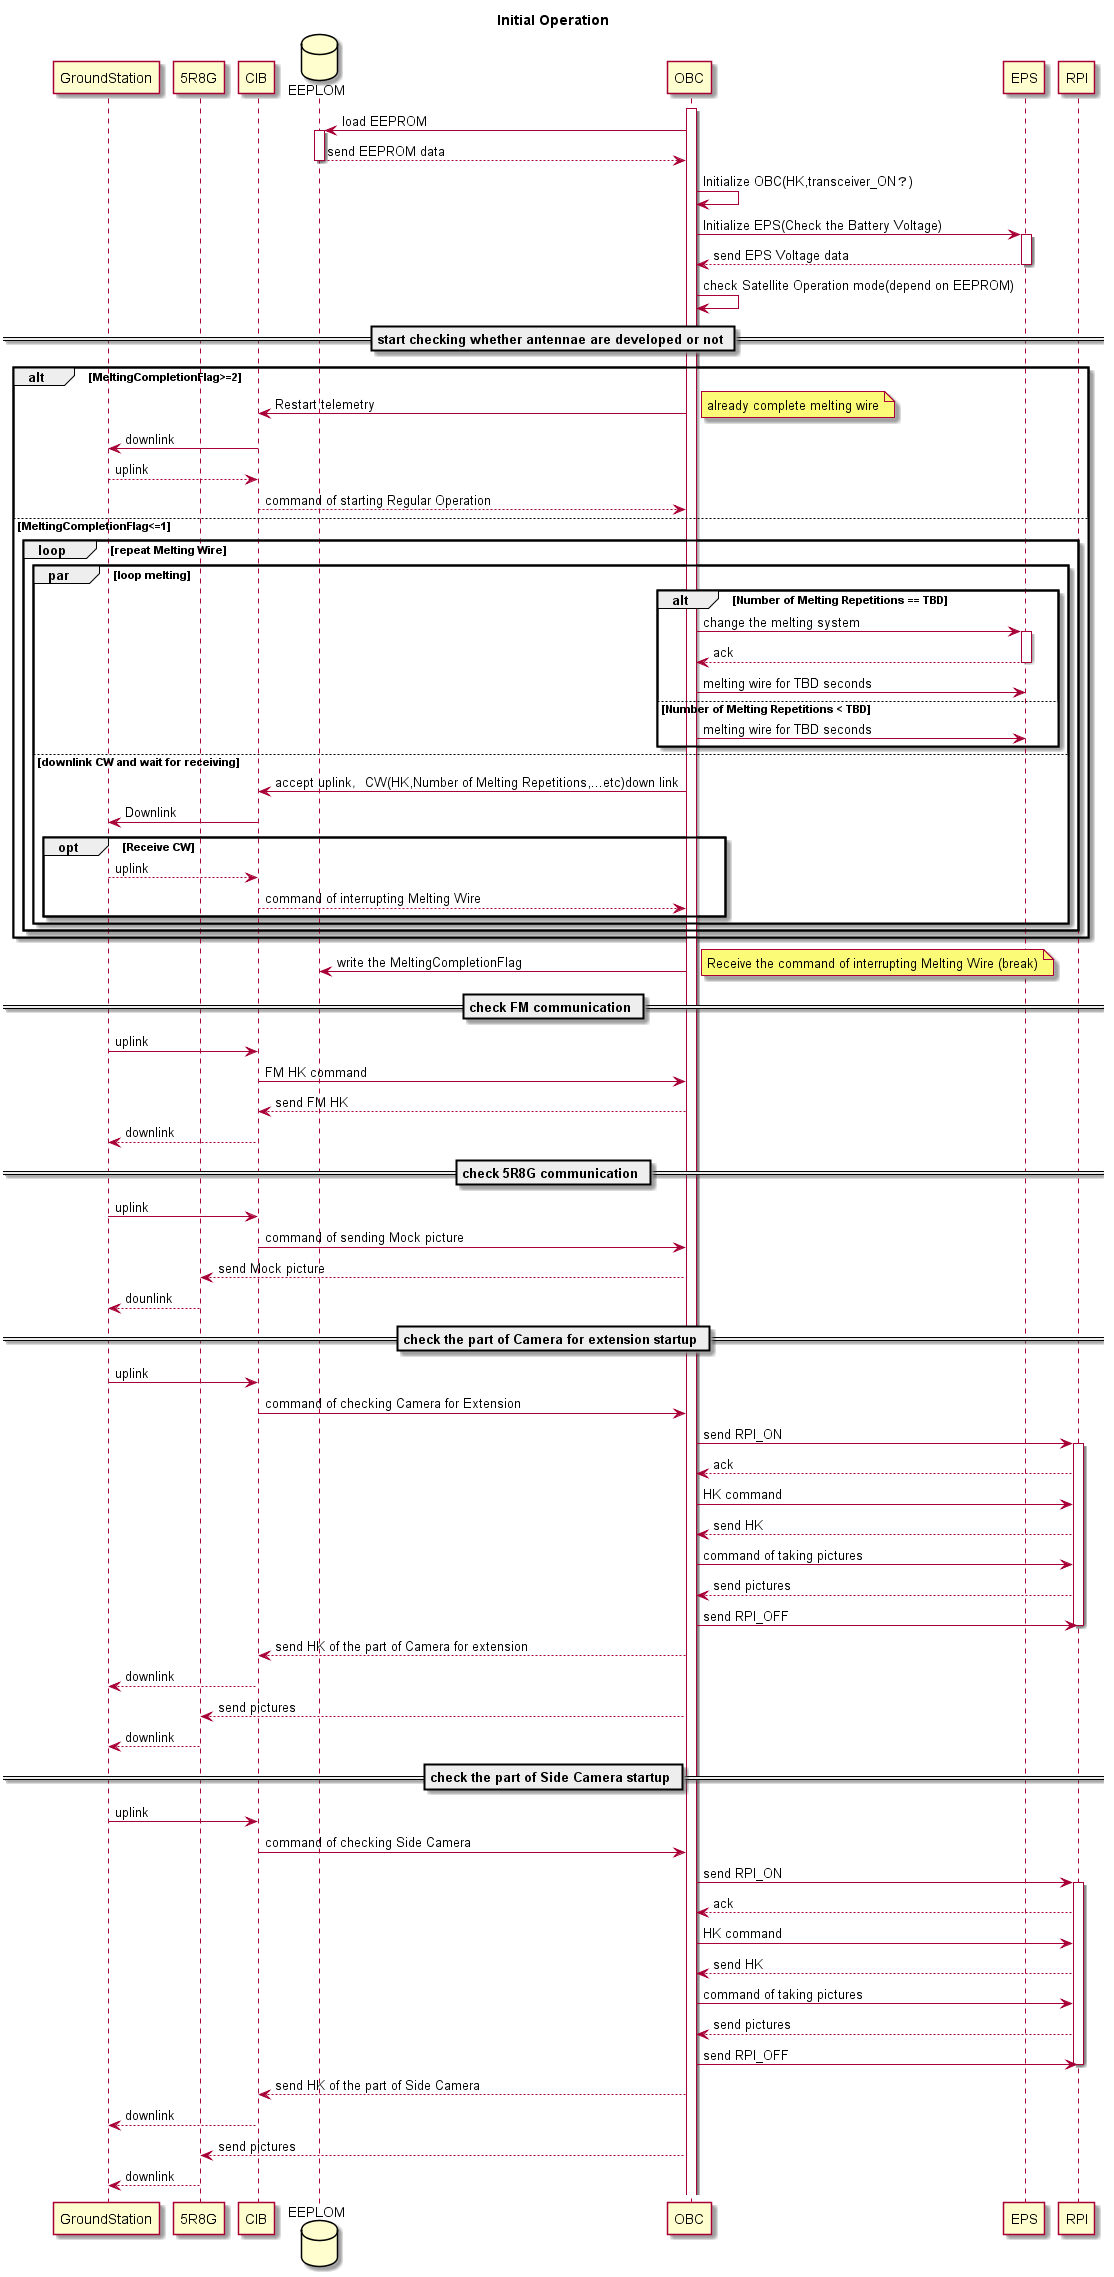 Initial Operation
GroundStation 5R8G CIB EEPLOM OBC EPS RPI
load EEPROM
send EEPROM data
Initialize OBC(HK,transceiver_ON？)
Initialize EPS(Check the Battery Voltage)
send EPS Voltage data
check Satellite Operation mode(depend on EEPROM)
start checking whether antennae are developed or not
alt [MeltingCompletionFlag>=2]
Restart telemetry
already complete melting wire
downlink
uplink
command of starting Regular Operation
[MeltingCompletionFlag<=1]
loop [repeat Melting Wire]
par [loop melting]
alt [Number of Melting Repetitions == TBD]
change the melting system
ack
melting wire for TBD seconds
[Number of Melting Repetitions < TBD]
melting wire for TBD seconds
[downlink CW and wait for receiving]
accept uplink, CW(HK,Number of Melting Repetitions,...etc)down link
Downlink
opt [Receive CW]
uplink
command of interrupting Melting Wire
write the MeltingCompletionFlag
Receive the command of interrupting Melting Wire (break)
check FM communication
uplink
FM HK command
send FM HK
downlink
check 5R8G communication
uplink
command of sending Mock picture
send Mock picture
dounlink
check the part of Camera for extension startup
uplink
command of checking Camera for Extension
send RPI_ON
ack
HK command
send HK
command of taking pictures
send pictures
send RPI_OFF
send HK of the part of Camera for extension
downlink
send pictures
downlink
check the part of Side Camera startup
uplink
command of checking Side Camera
send RPI_ON
ack
HK command
send HK
command of taking pictures
send pictures
send RPI_OFF
send HK of the part of Side Camera
downlink
send pictures
downlink
GroundStation 5R8G CIB EEPLOM OBC EPS RPI